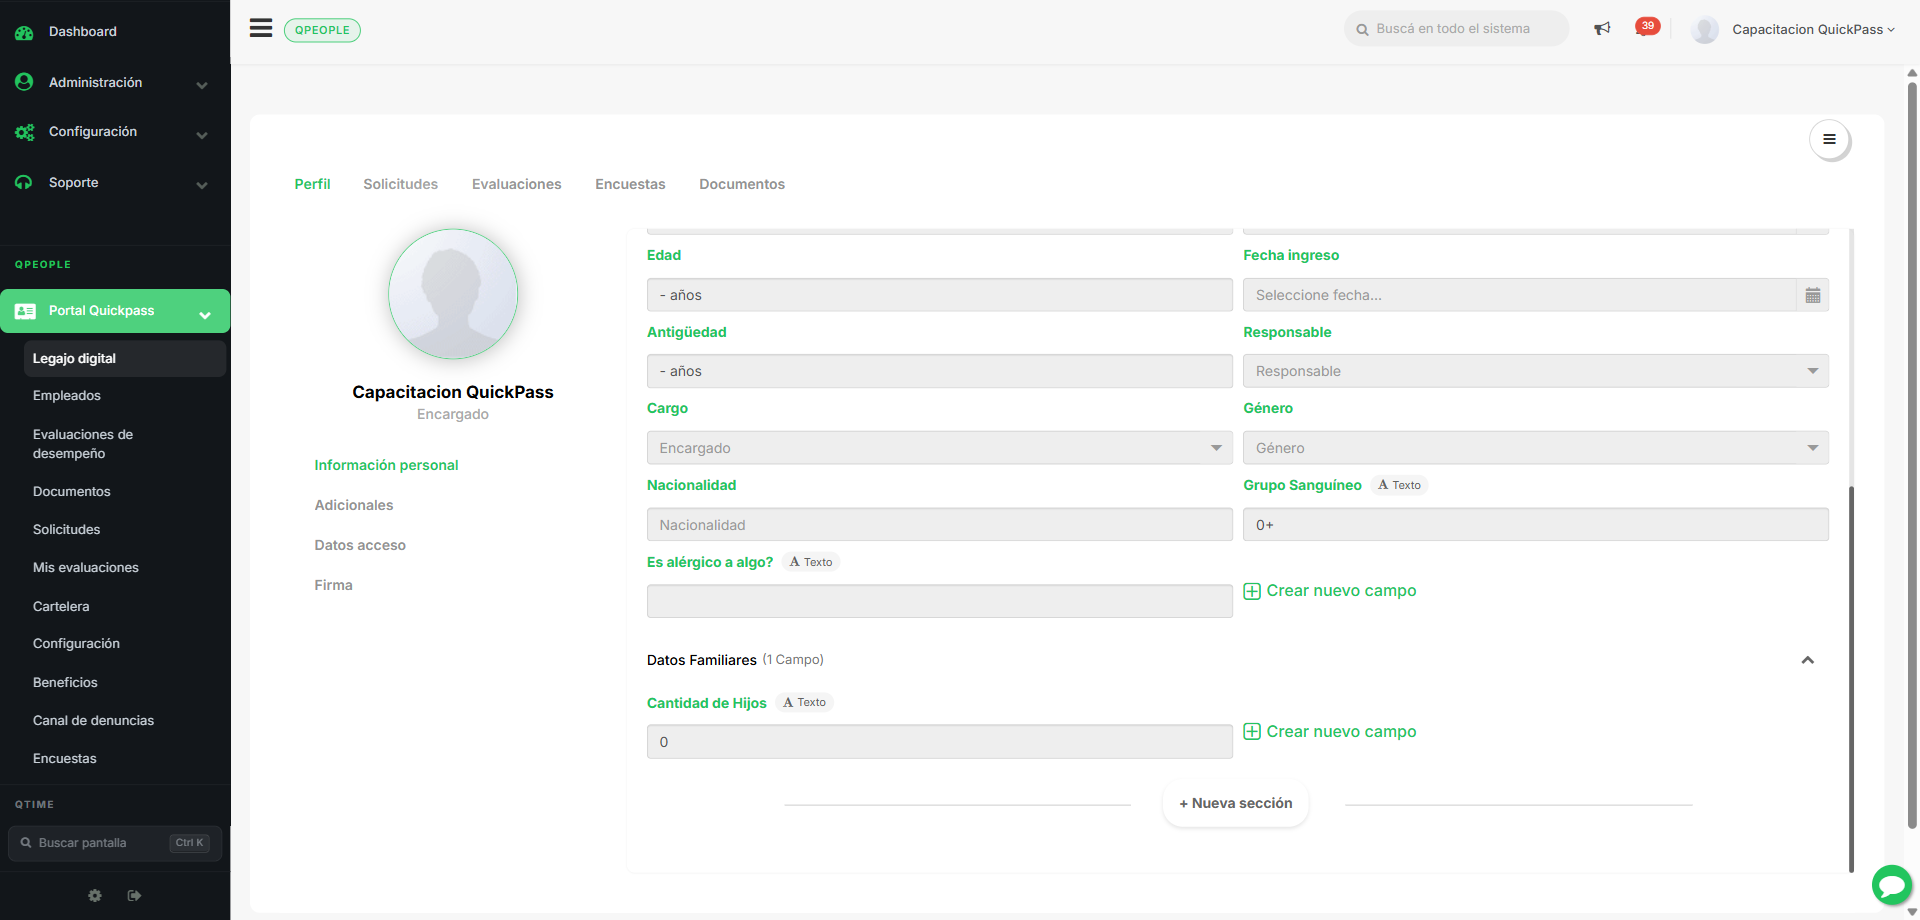 Dashboard
Administración
Configuración
Soporte
QPEOPLE
Portal Quickpass
Legajo digital
Empleados
Evaluaciones de
desempeño
Documentos
Solicitudes
Mis evaluaciones
Cartelera
Configuración
Beneficios
Canal de denuncias
Encuestas
QTIME
Buscar pantalla Ctrl K
QPEOPLE
Buscá en todo el sistema
39
Capacitacion QuickPass
Perfil Solicitudes Evaluaciones Encuestas Documentos
Capacitacion QuickPass
Encargado
Información personal
Adicionales
Datos acceso
Firma
Edad Fecha ingreso
- años Seleccione fecha...
Antigüedad Responsable
- años Responsable
Cargo Género
Encargado Género
Nacionalidad Grupo Sanguíneo A Texto
Nacionalidad 0+
Es alérgico a algo? A Texto
Crear nuevo campo
Datos Familiares (1 Campo)
Cantidad de Hijos A Texto
0 Crear nuevo campo
+ Nueva sección